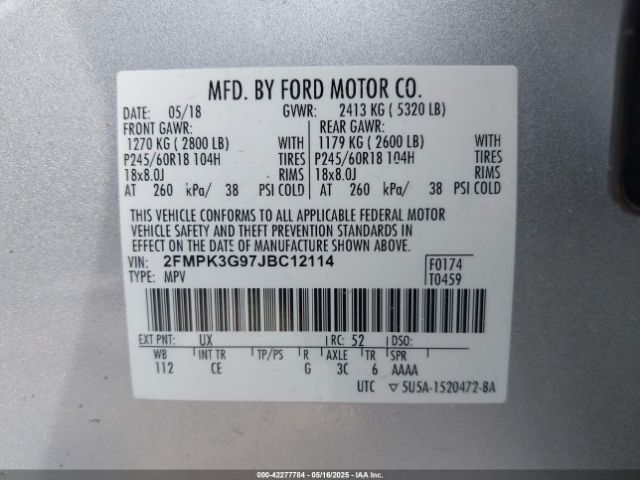 MFD. BY FORD MOTOR CO.
DATE: 05/18 GVWR: 2413 KG ( 5320 LB)
FRONT GAWR: REAR GAWR:
1270 KG ( 2800 LB) WITH 1179 KG ( 2600 LB) WITH
P245/60R18 104H TIRES P245/60R18 104H TIRES
18x8.0J RIMS 18x8.0J RIMS
AT 260 kPa/ 38 PSI COLD AT 260 kPa/ 38 PSI COLD
THIS VEHICLE CONFORMS TO ALL APPLICABLE FEDERAL MOTOR
VEHICLE SAFETY AND THEFT PREVENTION STANDARDS IN
EFFECT ON THE DATE OF MANUFACTURE SHOWN ABOVE.
VIN: 2FMPK3G97JBC12114 F0174
TYPE: MPV T0459
EXT PNT: UX RC: 52 DSO:
WB INT TR TP/PS R AXLE TR SPR
112 CE G 3C 6 AAAA
UTC ▽ 5U5A-1520472-BA
000-42277784 - 05/16/2025 - IAA Inc.